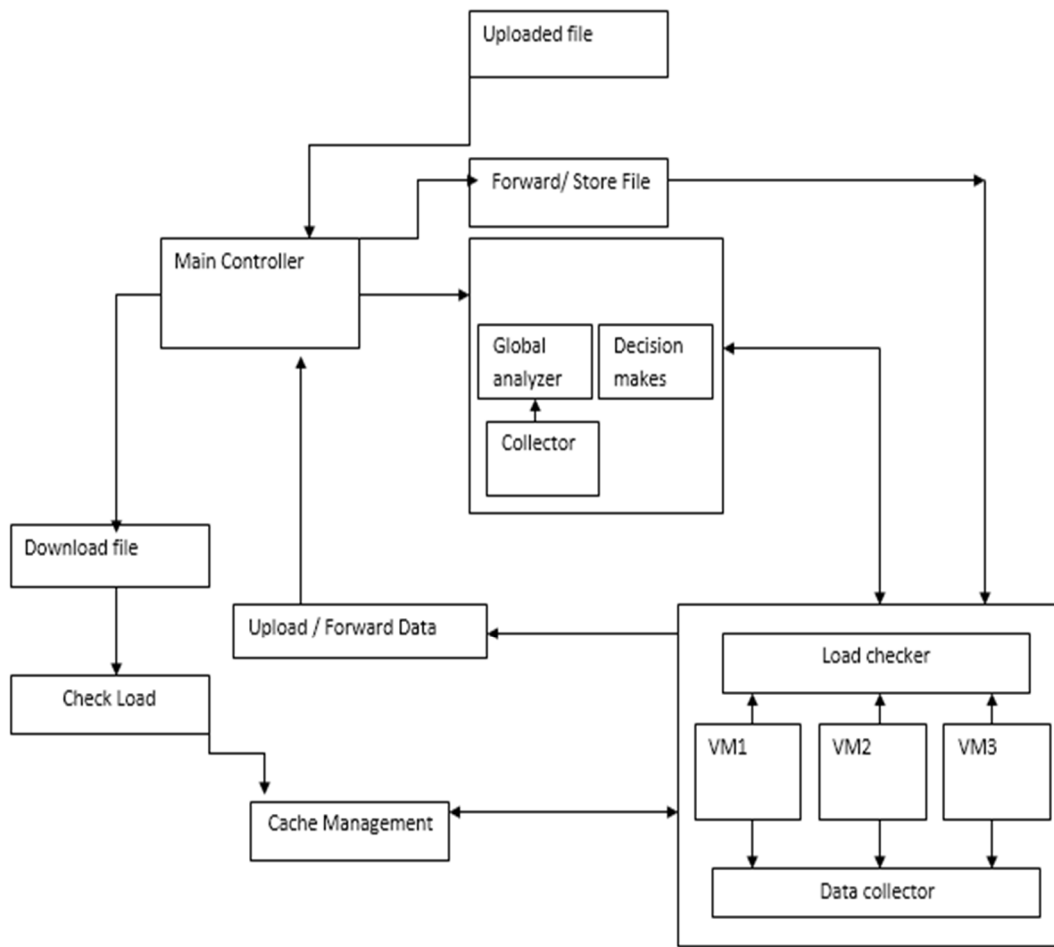 Uploaded file
Forward/ Store File
Main Controller
Global
analyzer
Decision
makes
Collector
Download file
Upload / Forward Data
Load checker
Check Load
VM1
VM2
VM3
Cache Management
Data collector